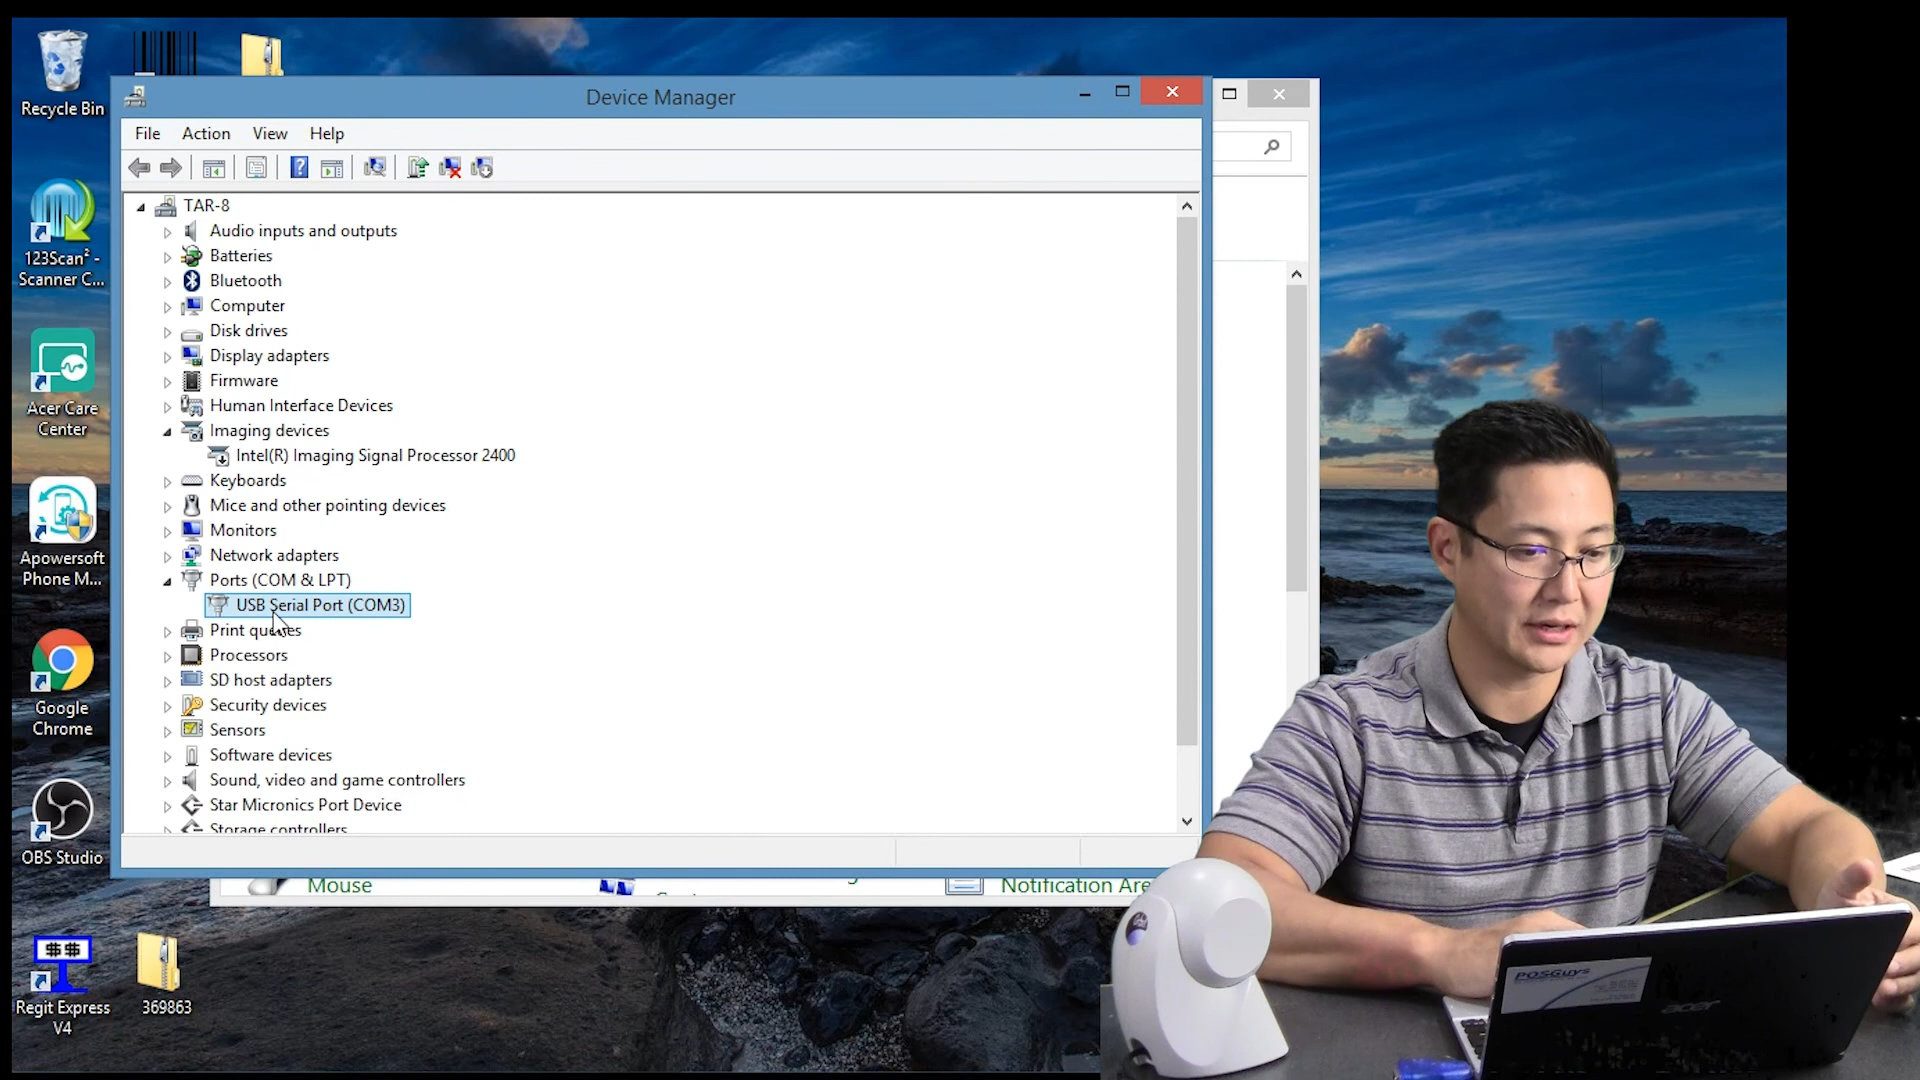 Recycle Bin
123Scan² -
Scanner C...
Acer Care
Center
Apowersoft
Phone M...
Google
Chrome
OBS Studio
$$
Regit Express
V4
369863
Device Manager
File Action View Help
TAR-8
Audio inputs and outputs
Batteries
Bluetooth
Computer
Disk drives
Display adapters
Firmware
Human Interface Devices
Imaging devices
Intel(R) Imaging Signal Processor 2400
Keyboards
Mice and other pointing devices
Monitors
Network adapters
Ports (COM & LPT)
USB Serial Port (COM3)
Print queues
Processors
SD host adapters
Security devices
Sensors
Software devices
Sound, video and game controllers
Star Micronics Port Device
Storage controllers
Mouse
Notification Are
POSGuys
acer